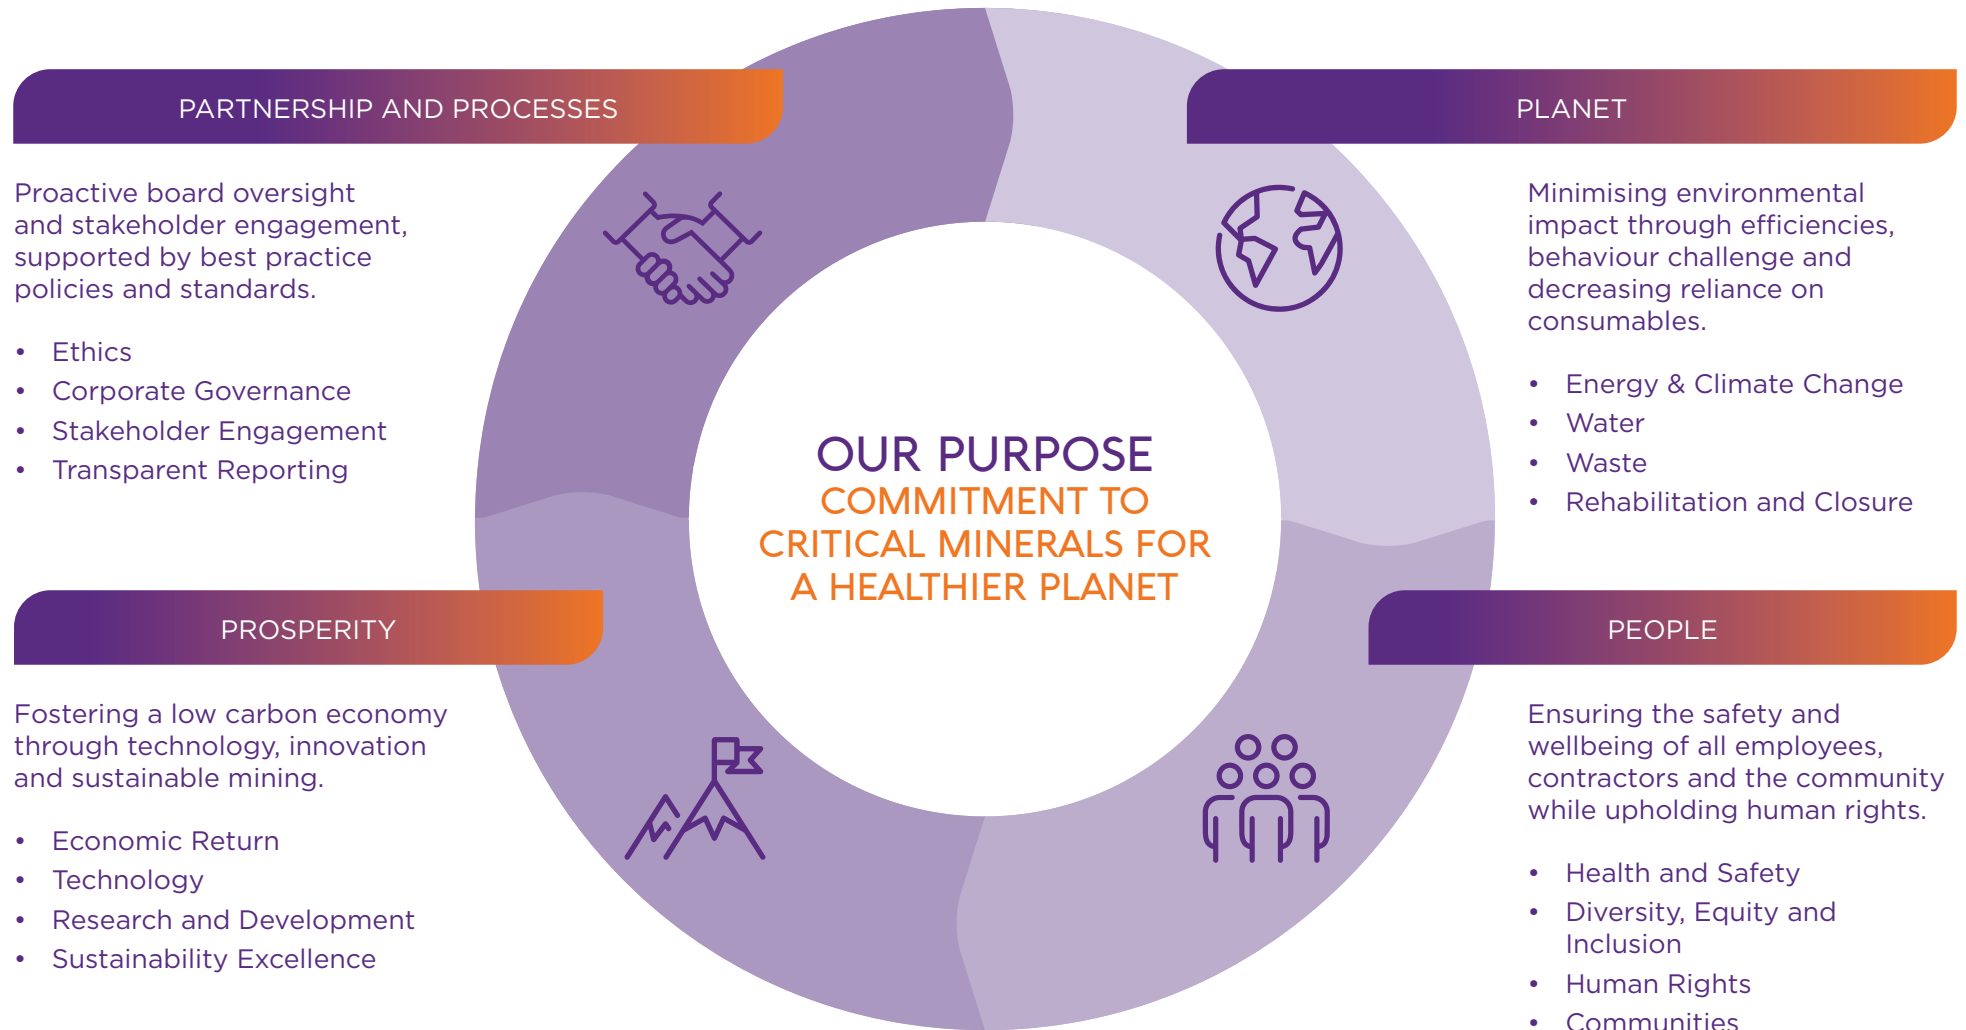 PARTNERSHIP AND PROCESSES
Proactive board oversight
and stakeholder engagement,
supported by best practice
policies and standards.
• Ethics
• Corporate Governance
• Stakeholder Engagement
• Transparent Reporting
PLANET
Minimising environmental
impact through efficiencies,
behaviour challenge and
decreasing reliance on
consumables.
• Energy & Climate Change
• Water
• Waste
• Rehabilitation and Closure
OUR PURPOSE
COMMITMENT TO
CRITICAL MINERALS FOR
A HEALTHIER PLANET
PROSPERITY
Fostering a low carbon economy
through technology, innovation
and sustainable mining.
• Economic Return
• Technology
• Research and Development
• Sustainability Excellence
PEOPLE
Ensuring the safety and
wellbeing of all employees,
contractors and the community
while upholding human rights.
• Health and Safety
• Diversity, Equity and
Inclusion
• Human Rights
• Communities